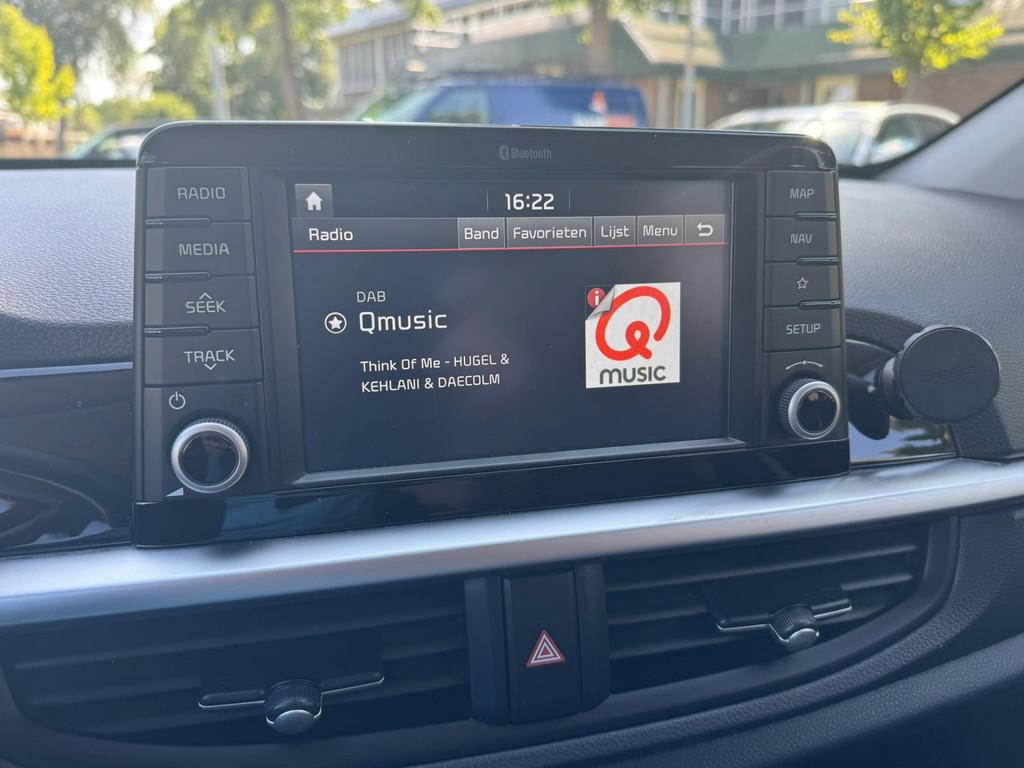 Bluetooth
RADIO
MEDIA
SEEK
TRACK
16:22
Radio
Band
Favorieten
Lijst
Menu
DAB
Qmusic
Think Of Me - HUGEL &
KEHLANI & DAECOLM
i
Q
MUSIC
MAP
NAV
SETUP